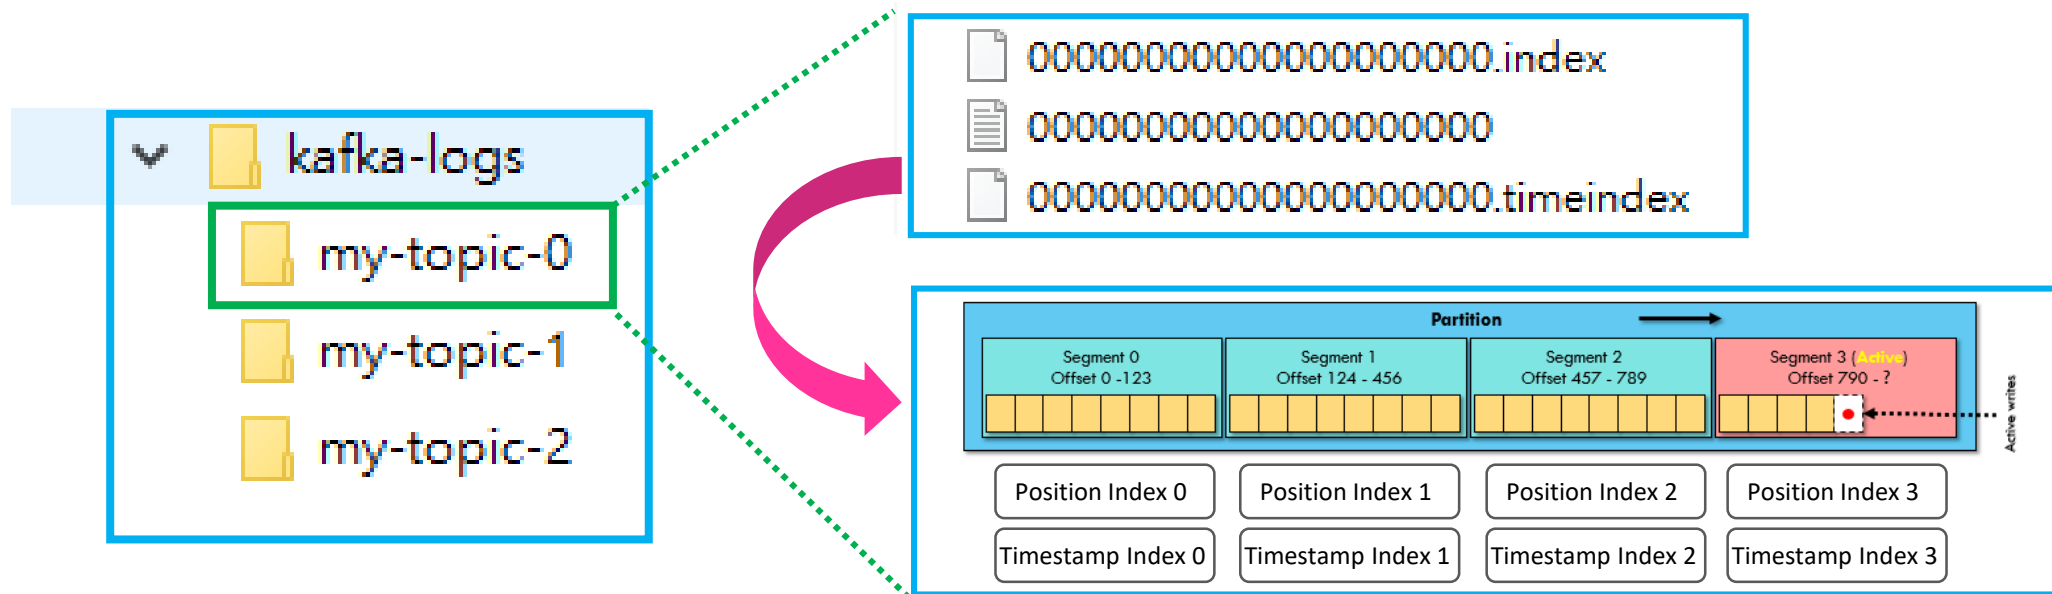 kafka-logs
my-topic-0
my-topic-1
my-topic-2
00000000000000000000.index
00000000000000000000
00000000000000000000.timeindex
Partition
Segment 0
Offset 0 -123
Segment 1
Offset 124 - 456
Segment 2
Offset 457 - 789
Segment 3 (Active)
Offset 790 - ?
Active writes
Position Index 0
Position Index 1
Position Index 2
Position Index 3
Timestamp Index 0
Timestamp Index 1
Timestamp Index 2
Timestamp Index 3